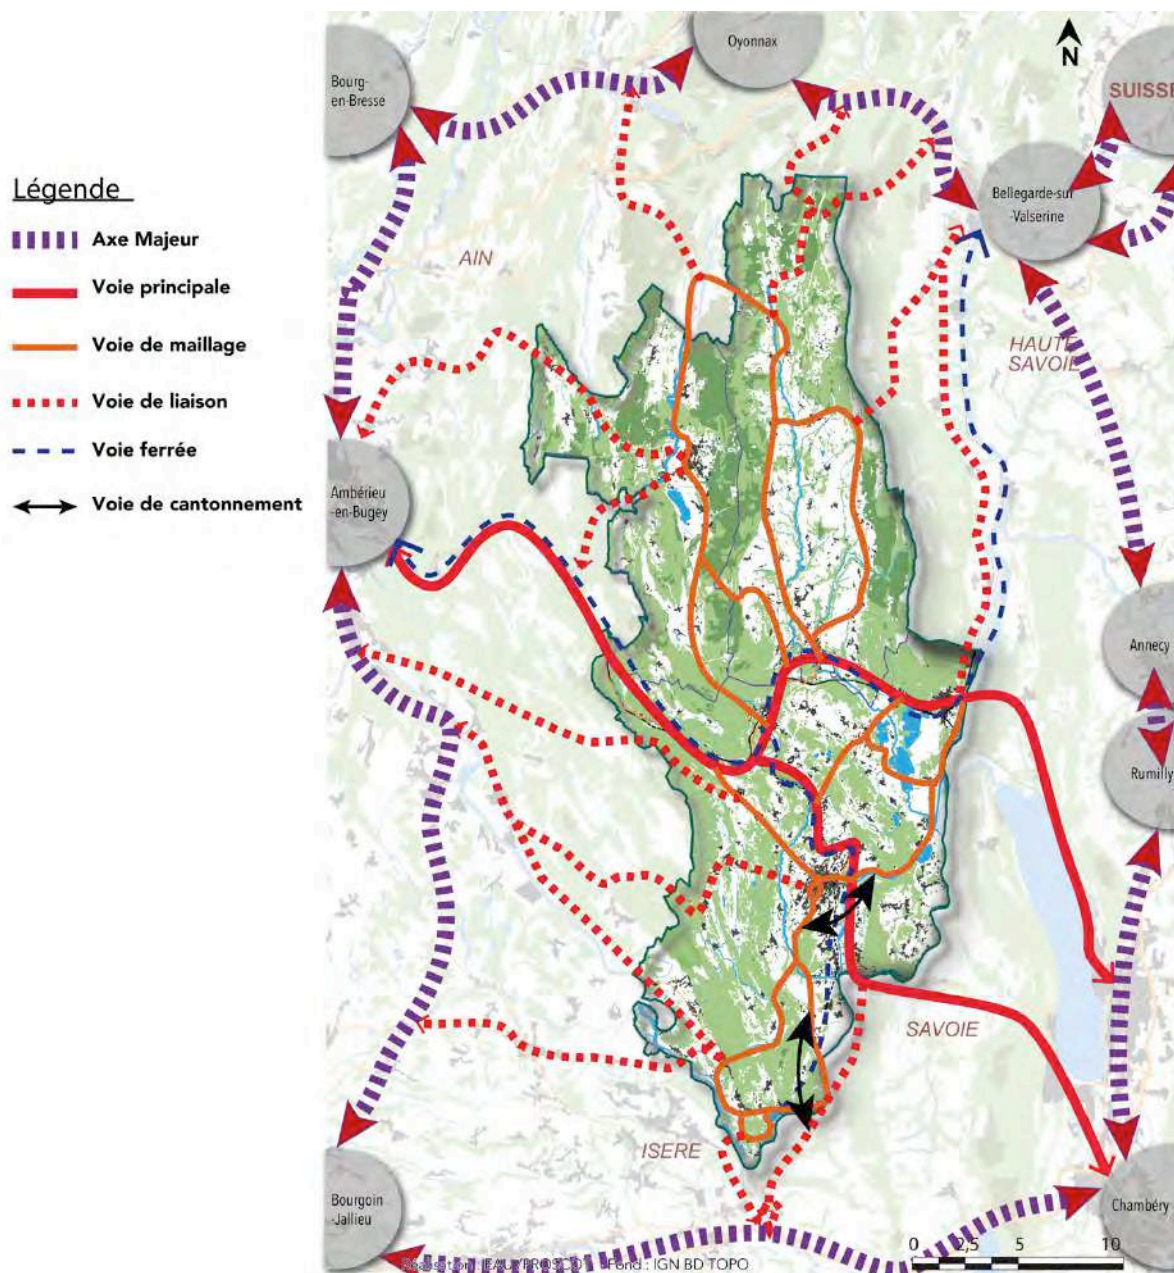 Oyonnax
N
Bourg-
en-Bresse
SUISSE
Légende
Bellegarde-sur
-Valserine
Axe Majeur
AIN
Voie principale
Voie de maillage
HAUTE
SAVOIE
Voie de liaison
Voie ferrée
Ambérieu
-en-Bugey
Voie de cantonnement
Annecy
Rumilly
SAVOIE
ISERE
Bourgoin
-Jallieu
Chambéry
0 2,5 5 10
Fond : IGN BD TOPO